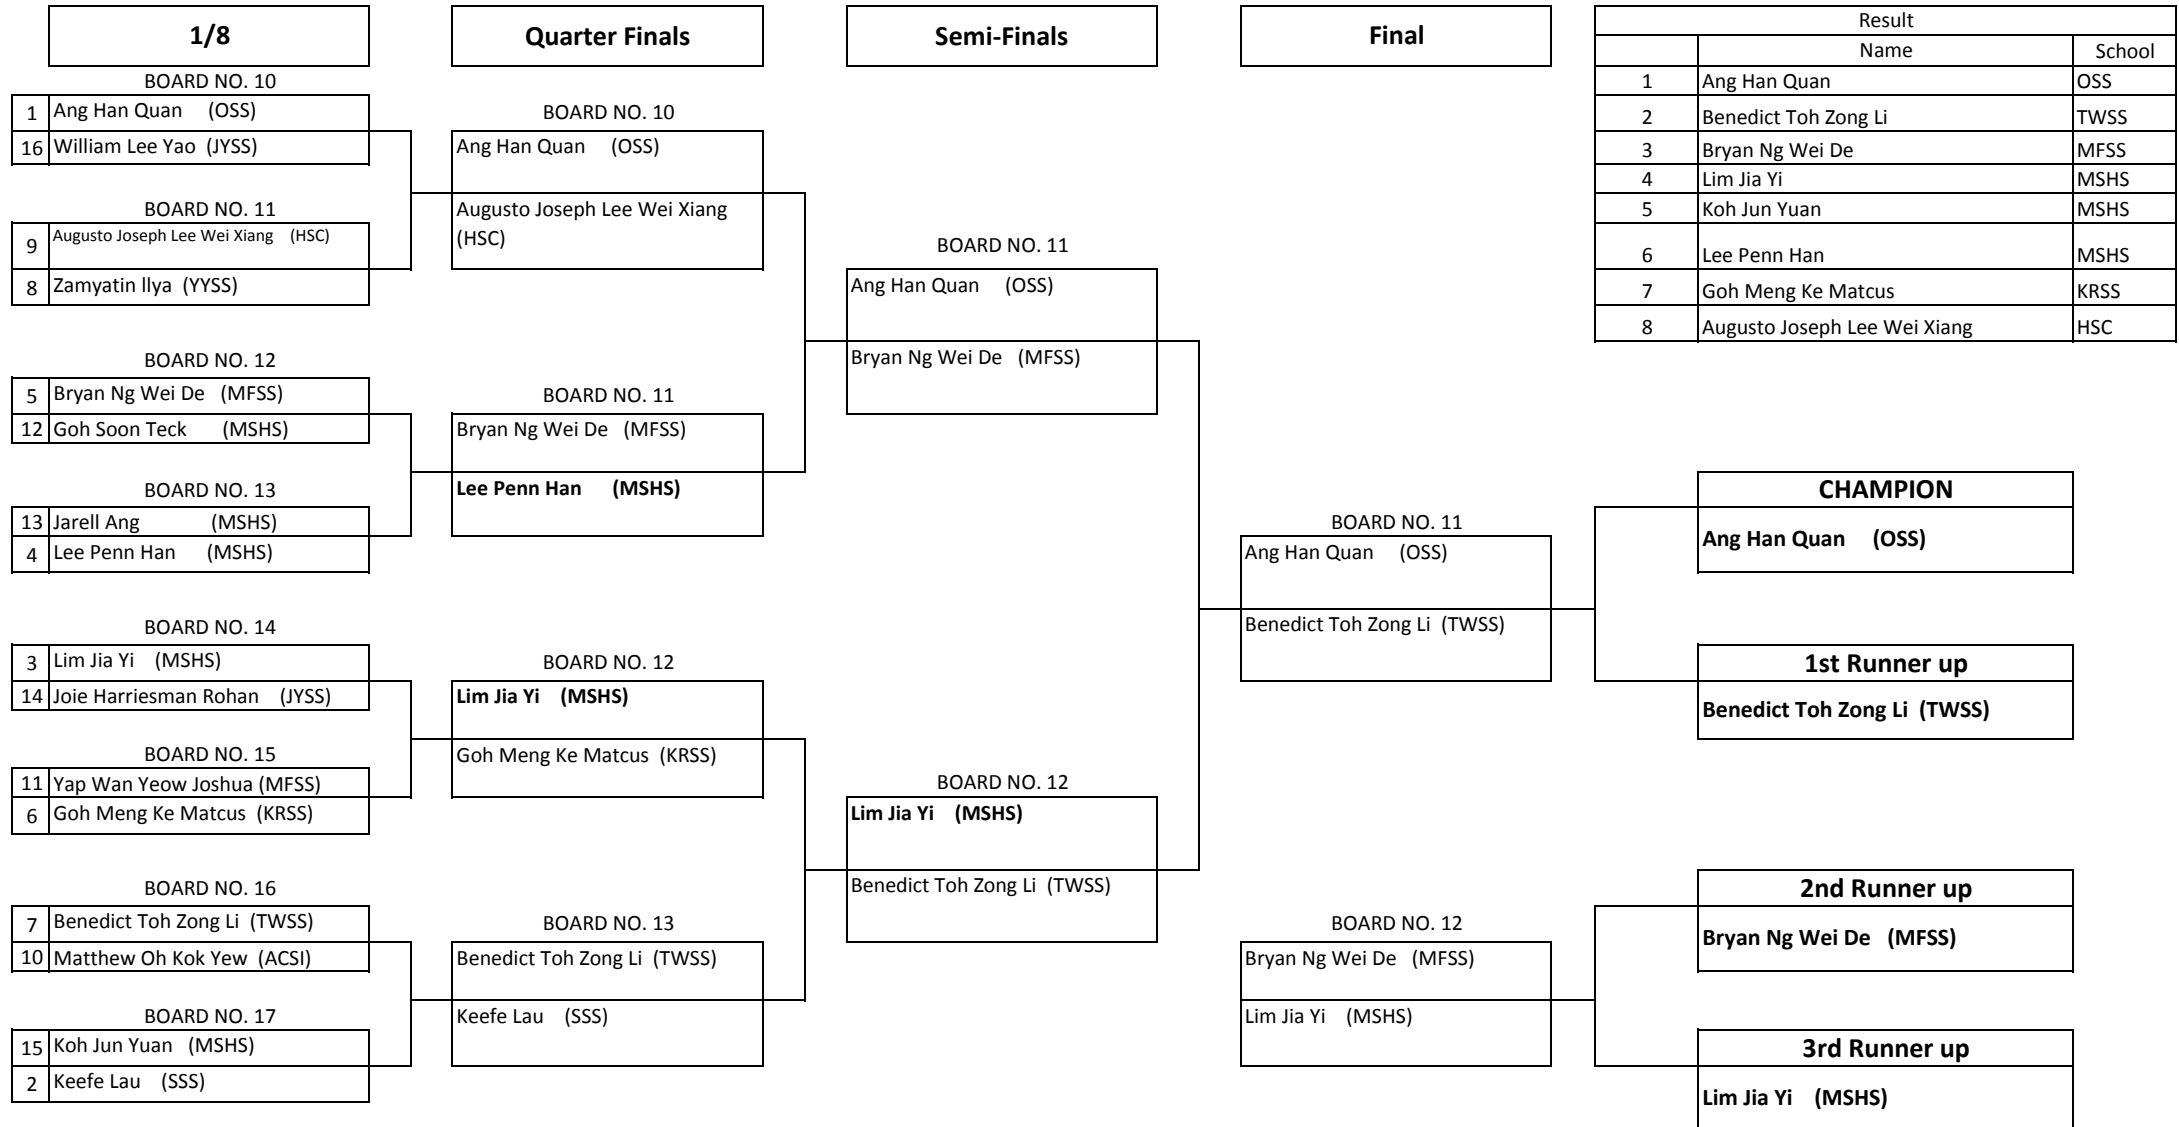 1/8
BOARD NO. 10
1 Ang Han Quan (OSS)
16 William Lee Yao (JYSS)
BOARD NO. 11
9 Augusto Joseph Lee Wei Xiang (HSC)
8 Zamyatin llya (YYSS)
BOARD NO. 12
5 Bryan Ng Wei De (MFSS)
12 Goh Soon Teck (MSHS)
BOARD NO. 13
13 Jarell Ang (MSHS)
4 Lee Penn Han (MSHS)
BOARD NO. 14
3 Lim Jia Yi (MSHS)
14 Joie Harriesman Rohan (JYSS)
BOARD NO. 15
11 Yap Wan Yeow Joshua (MFSS)
6 Goh Meng Ke Matcus (KRSS)
BOARD NO. 16
7 Benedict Toh Zong Li (TWSS)
10 Matthew Oh Kok Yew (ACSI)
BOARD NO. 17
15 Koh Jun Yuan (MSHS)
2 Keefe Lau (SSS)
Quarter Finals
BOARD NO. 10
Ang Han Quan (OSS)
Augusto Joseph Lee Wei Xiang
(HSC)
BOARD NO. 11
Bryan Ng Wei De (MFSS)
Lee Penn Han (MSHS)
BOARD NO. 12
Lim Jia Yi (MSHS)
Goh Meng Ke Matcus (KRSS)
BOARD NO. 13
Benedict Toh Zong Li (TWSS)
Keefe Lau (SSS)
Semi-Finals
BOARD NO. 11
Ang Han Quan (OSS)
Bryan Ng Wei De (MFSS)
BOARD NO. 12
Lim Jia Yi (MSHS)
Benedict Toh Zong Li (TWSS)
Final
BOARD NO. 11
Ang Han Quan (OSS)
Benedict Toh Zong Li (TWSS)
BOARD NO. 12
Bryan Ng Wei De (MFSS)
Lim Jia Yi (MSHS)
Result
Name School
1 Ang Han Quan OSS
2 Benedict Toh Zong Li TWSS
3 Bryan Ng Wei De MFSS
4 Lim Jia Yi MSHS
5 Koh Jun Yuan MSHS
6 Lee Penn Han MSHS
7 Goh Meng Ke Matcus KRSS
8 Augusto Joseph Lee Wei Xiang HSC
CHAMPION
Ang Han Quan (OSS)
1st Runner up
Benedict Toh Zong Li (TWSS)
2nd Runner up
Bryan Ng Wei De (MFSS)
3rd Runner up
Lim Jia Yi (MSHS)